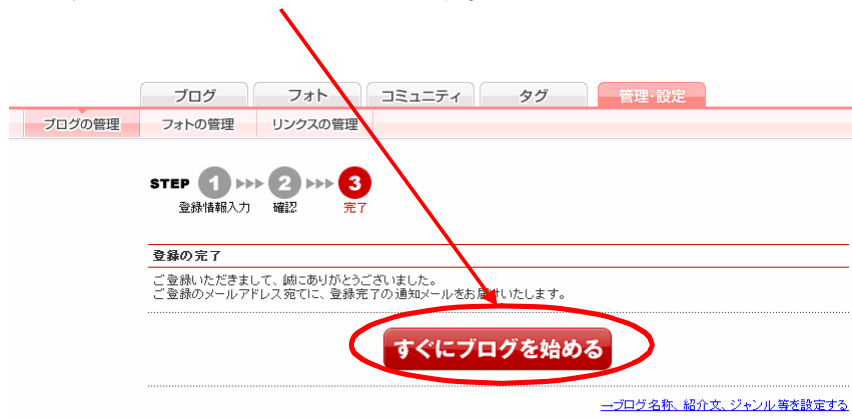 ブログ フォト コミュニティ タグ 管理・設定
ブログの管理 フォトの管理 リンクスの管理
STEP 1 2 3
登録情報入力 確認 完了
登録の完了
ご登録いただきまして、誠にありがとうございました。
ご登録のメールアドレス宛てに、登録完了の通知メールをお届けいたします。
すぐにブログを始める
→ブログ名称、紹介文、ジャンル等を設定する